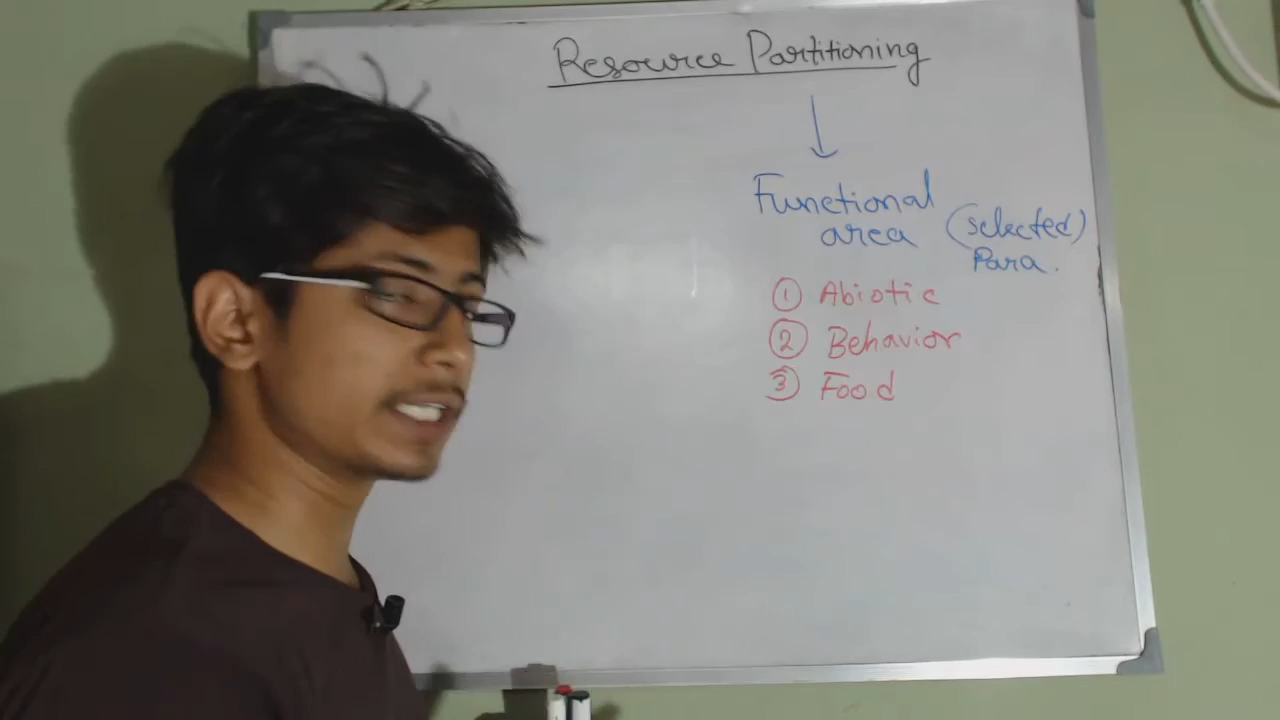 Resource Partitioning
Functional
area (selected)
Para.
① Abiotic
② Behavior
③ Food